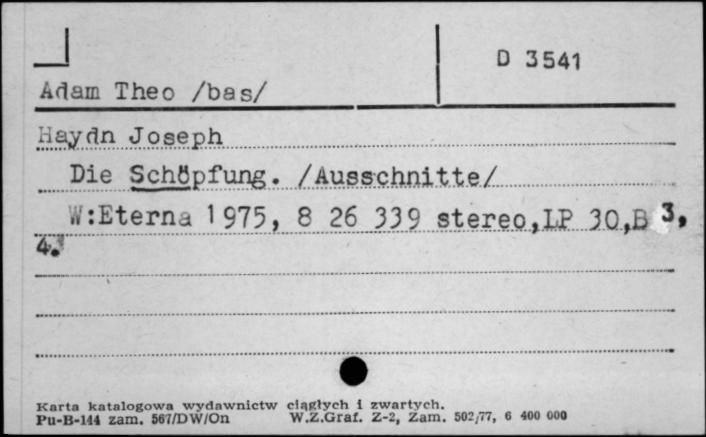 D 3541
Adam Theo /bas/
Haydn Joseph
Die Schöpfung. /Ausschnitte/
W:Eterna 1975, 8 26 339 stereo,LP 30,B 3,
4.
Karta katalogowa wydawnictw ciągłych i zwartych.
Pu-B-144 zam. 567/DW/On W.Z.Graf. Z-2, Zam. 502/77, 6 400 000